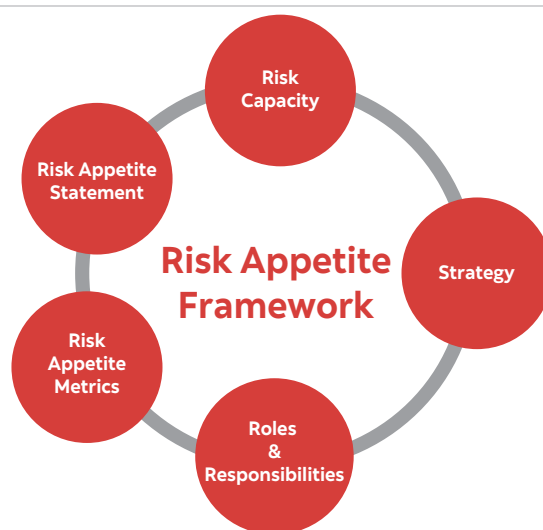 Risk
Capacity
Risk Appetite
Statement
Risk Appetite
Framework
Strategy
Risk
Appetite
Metrics
Roles
&
Responsibilities